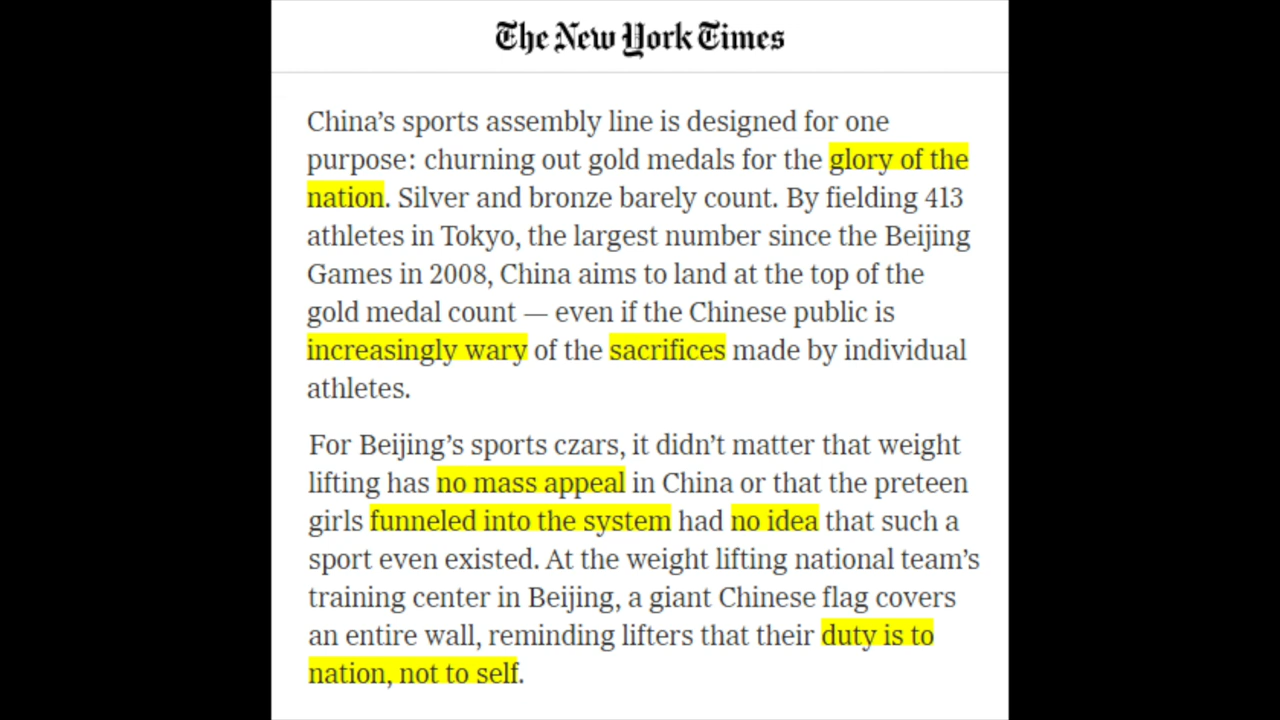 The New York Times
China’s sports assembly line is designed for one
purpose: churning out gold medals for the glory of the
nation. Silver and bronze barely count. By fielding 413
athletes in Tokyo, the largest number since the Beijing
Games in 2008, China aims to land at the top of the
gold medal count — even if the Chinese public is
increasingly wary of the sacrifices made by individual
athletes.
For Beijing’s sports czars, it didn’t matter that weight
lifting has no mass appeal in China or that the preteen
girls funneled into the system had no idea that such a
sport even existed. At the weight lifting national team’s
training center in Beijing, a giant Chinese flag covers
an entire wall, reminding lifters that their duty is to
nation, not to self.